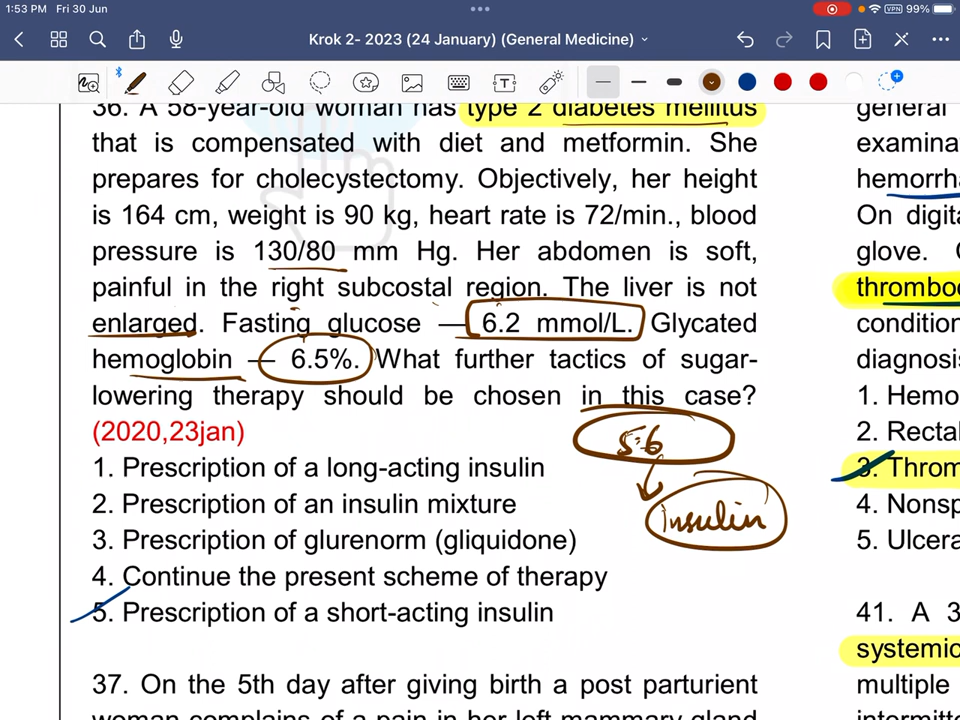 1:53 PM Fri 30 Jun
VPN 99%
Krok 2- 2023 (24 January) (General Medicine)
36. A 58-year-old woman has type 2 diabetes mellitus
that is compensated with diet and metformin. She
prepares for cholecystectomy. Objectively, her height
is 164 cm, weight is 90 kg, heart rate is 72/min., blood
pressure is 130/80 mm Hg. Her abdomen is soft,
painful in the right subcostal region. The liver is not
enlarged. Fasting glucose — 6.2 mmol/L. Glycated
hemoglobin — 6.5%. What further tactics of sugar-
lowering therapy should be chosen in this case?
(2020,23jan)
5.6
insulin
1. Prescription of a long-acting insulin
2. Prescription of an insulin mixture
3. Prescription of glurenorm (gliquidone)
4. Continue the present scheme of therapy
5. Prescription of a short-acting insulin
37. On the 5th day after giving birth a post parturient
woman complains of a pain in her left mammary gland
general
examina
hemorrha
On digita
glove.
thrombo
condition
diagnosis
1. Hemo
2. Recta
3. Throm
4. Nonsp
5. Ulcera
41. A 3
systemic
multiple